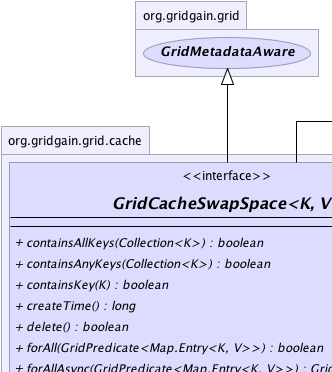 org.gridgain.grid
GridMetadataAware
org.gridgain.grid.cache
<<interface>>
GridCacheSwapSpace<K, V
+ containsAllKeys(Collection<K>) : boolean
+ containsAnyKeys(Collection<K>) : boolean
+ containsKey(K) : boolean
+ createTime() : long
+ delete() : boolean
+ forAll(GridPredicate<Map.Entry<K, V>>) : boolean
+ forAllAsync(GridPredicate<Map.Entry<K, V>>) : Grid